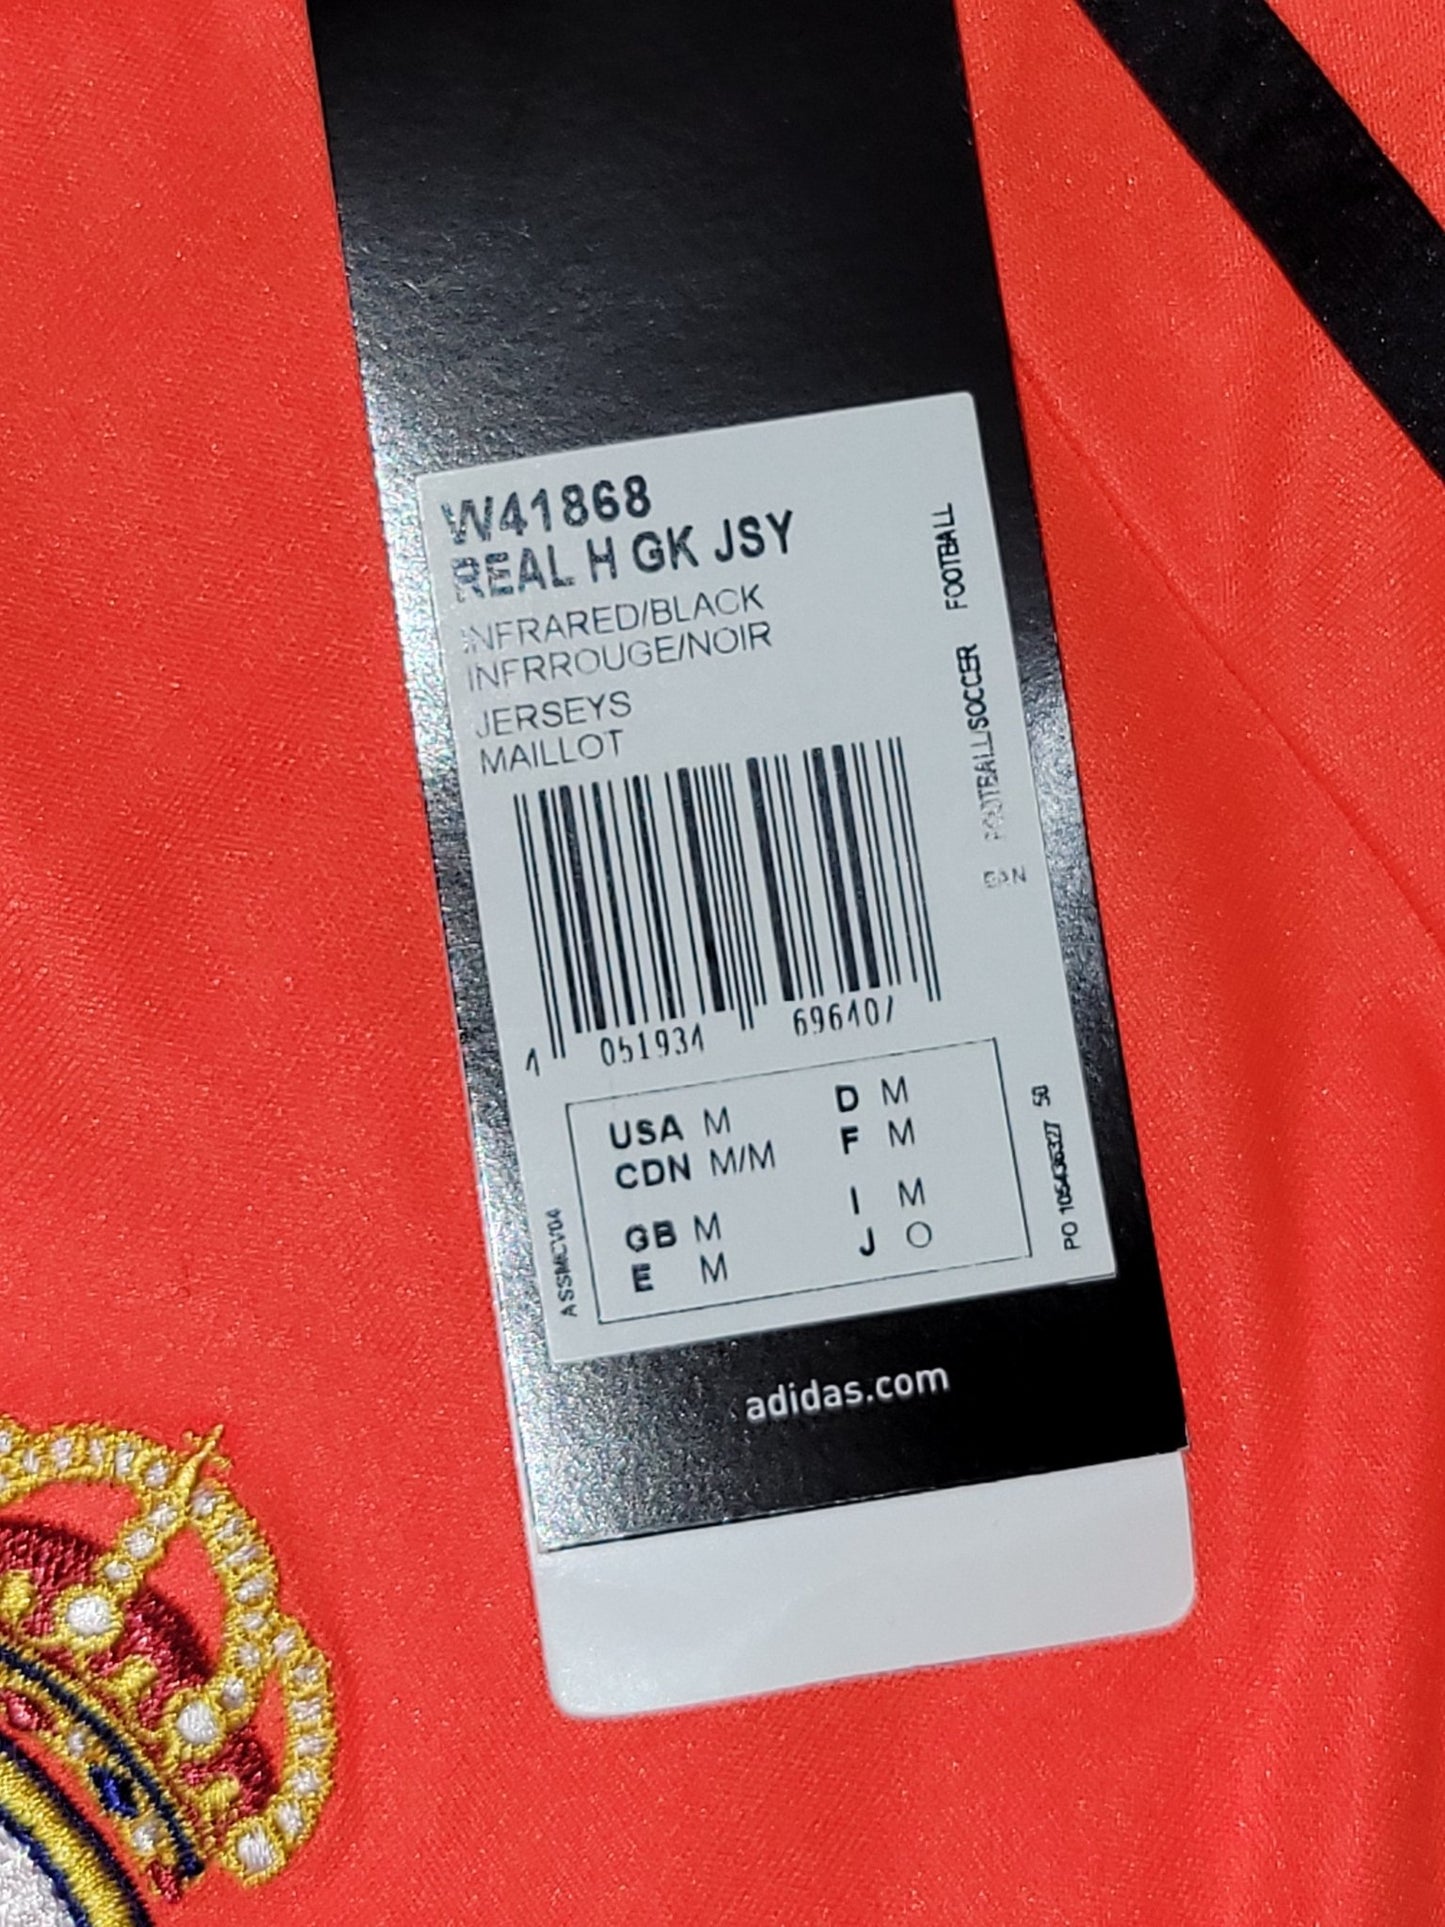 W41868
REAL H GK JSY
INFRARED/BLACK
INFRROUGE/NOIR
JERSEYS
MAILLOT
FOOTBALL/SOCCER FOOTBALL
EAN
4 051934 696407
USA M
CDN M/M
GB M
E M
D M
F M
I M
J O
ASSMCV04
PO 105436327 50
adidas.com